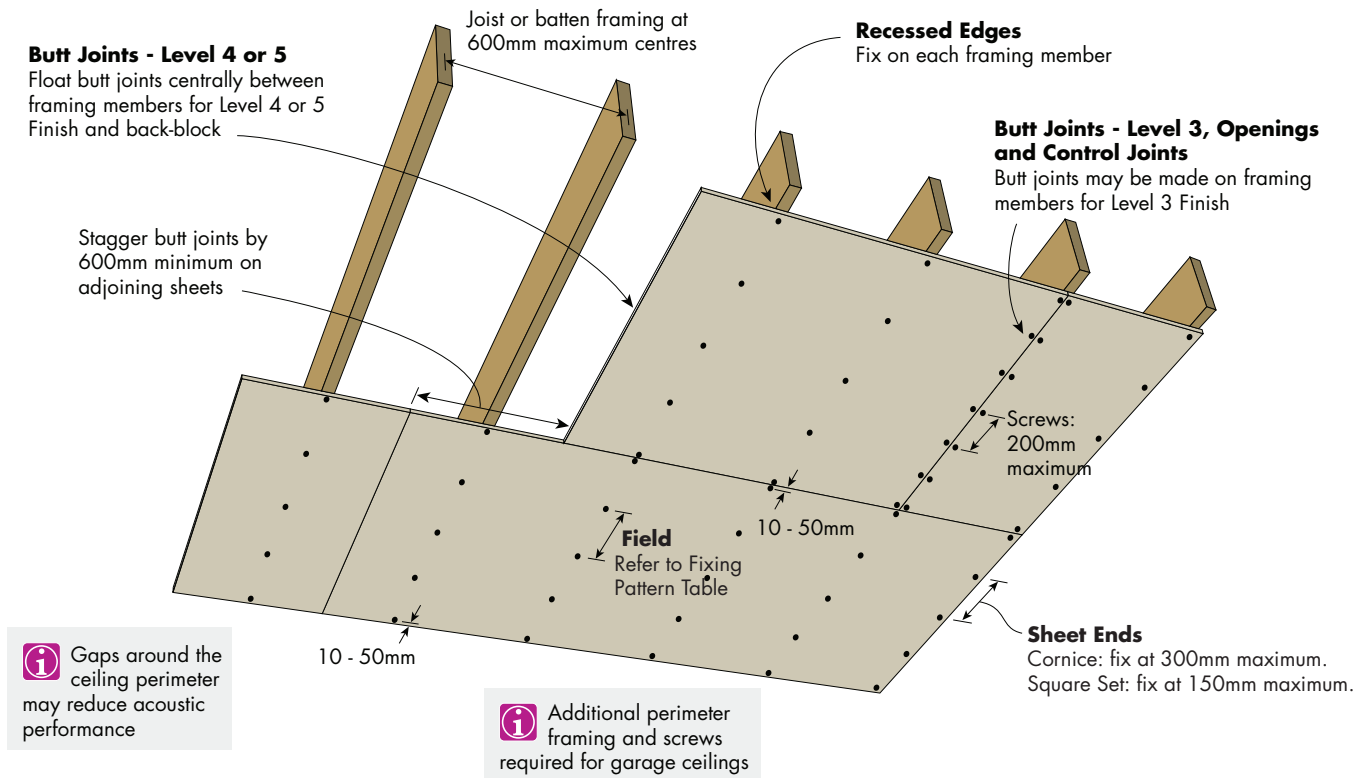 Joist or batten framing at
600mm maximum centres
Recessed Edges
Fix on each framing member
Butt Joints - Level 4 or 5
Float butt joints centrally between
framing members for Level 4 or 5
Finish and back-block
Butt Joints - Level 3, Openings
and Control Joints
Butt joints may be made on framing
members for Level 3 Finish
Stagger butt joints by
600mm minimum on
adjoining sheets
Screws:
200mm
maximum
10 - 50mm
Field
Refer to Fixing
Pattern Table
10 - 50mm
Sheet Ends
Cornice: fix at 300mm maximum.
Square Set: fix at 150mm maximum.
i
Gaps around the
ceiling perimeter
may reduce acoustic
performance
i
Additional perimeter
framing and screws
required for garage ceilings